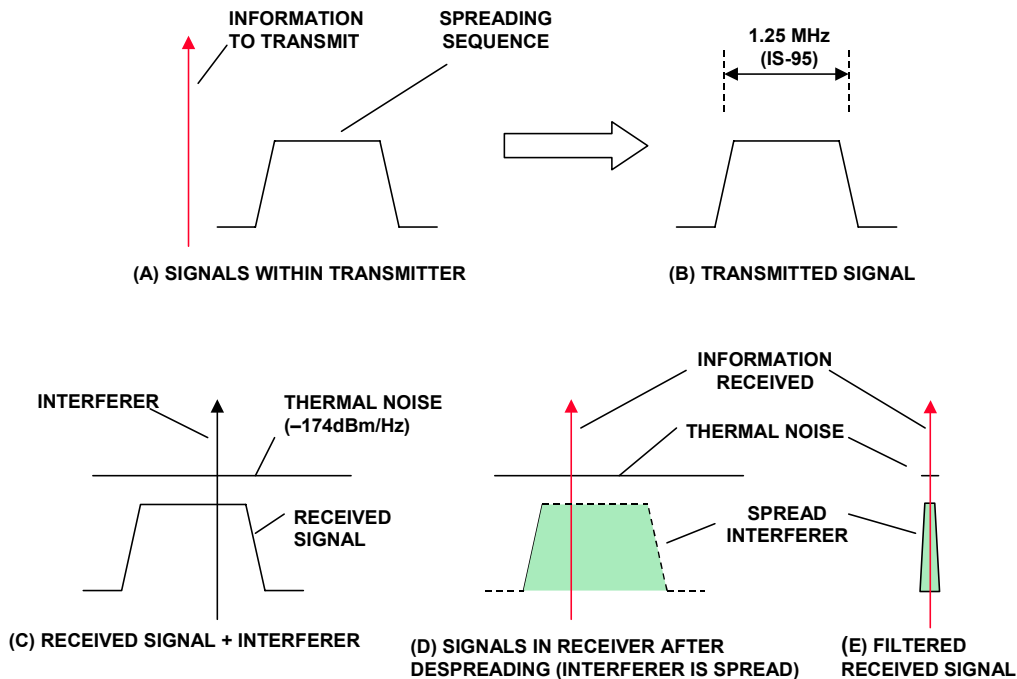 INFORMATION
TO TRANSMIT
SPREADING
SEQUENCE
1.25 MHz
(IS-95)
(A) SIGNALS WITHIN TRANSMITTER
(B) TRANSMITTED SIGNAL
INTERFERER
THERMAL NOISE
(–174dBm/Hz)
RECEIVED
SIGNAL
(C) RECEIVED SIGNAL + INTERFERER
INFORMATION
RECEIVED
THERMAL NOISE
SPREAD
INTERFERER
(D) SIGNALS IN RECEIVER AFTER
DESPREADING (INTERFERER IS SPREAD)
(E) FILTERED
RECEIVED SIGNAL